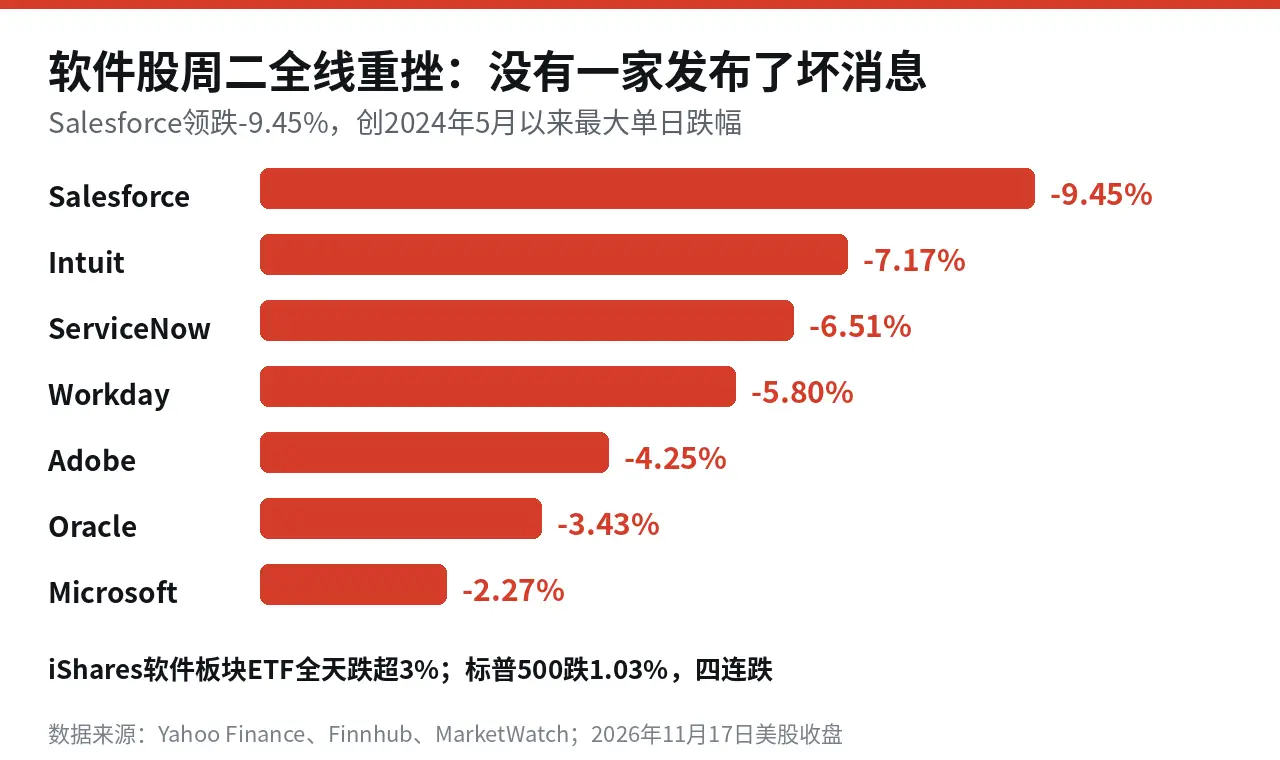 软件股周二全线重挫：没有一家发布了坏消息
Salesforce领跌-9.45%，创2024年5月以来最大单日跌幅
Salesforce -9.45%
Intuit -7.17%
ServiceNow -6.51%
Workday -5.80%
Adobe -4.25%
Oracle -3.43%
Microsoft -2.27%
iShares软件板块ETF全天跌超3%；标普500跌1.03%，四连跌
数据来源：Yahoo Finance、Finnhub、MarketWatch；2026年11月17日美股收盘